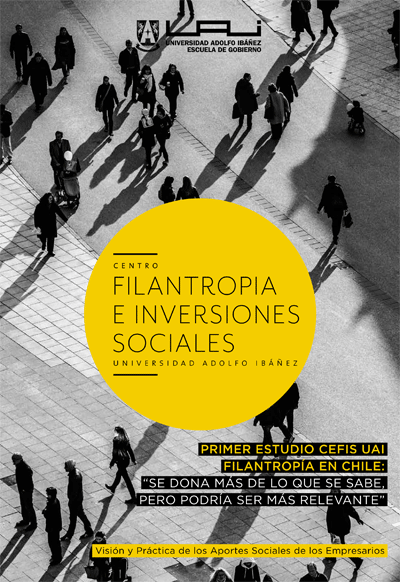 UAI
UNIVERSIDAD ADOLFO IBÁÑEZ
ESCUELA DE GOBIERNO
CENTRO
FILANTROPIA
E INVERSIONES
SOCIALES
UNIVERSIDAD ADOLFO IBÁÑEZ
PRIMER ESTUDIO CEFIS UAI
FILANTROPÍA EN CHILE:
“SE DONA MÁS DE LO QUE SE SABE,
PERO PODRÍA SER MÁS RELEVANTE”
Visión y Práctica de los Aportes Sociales de los Empresarios